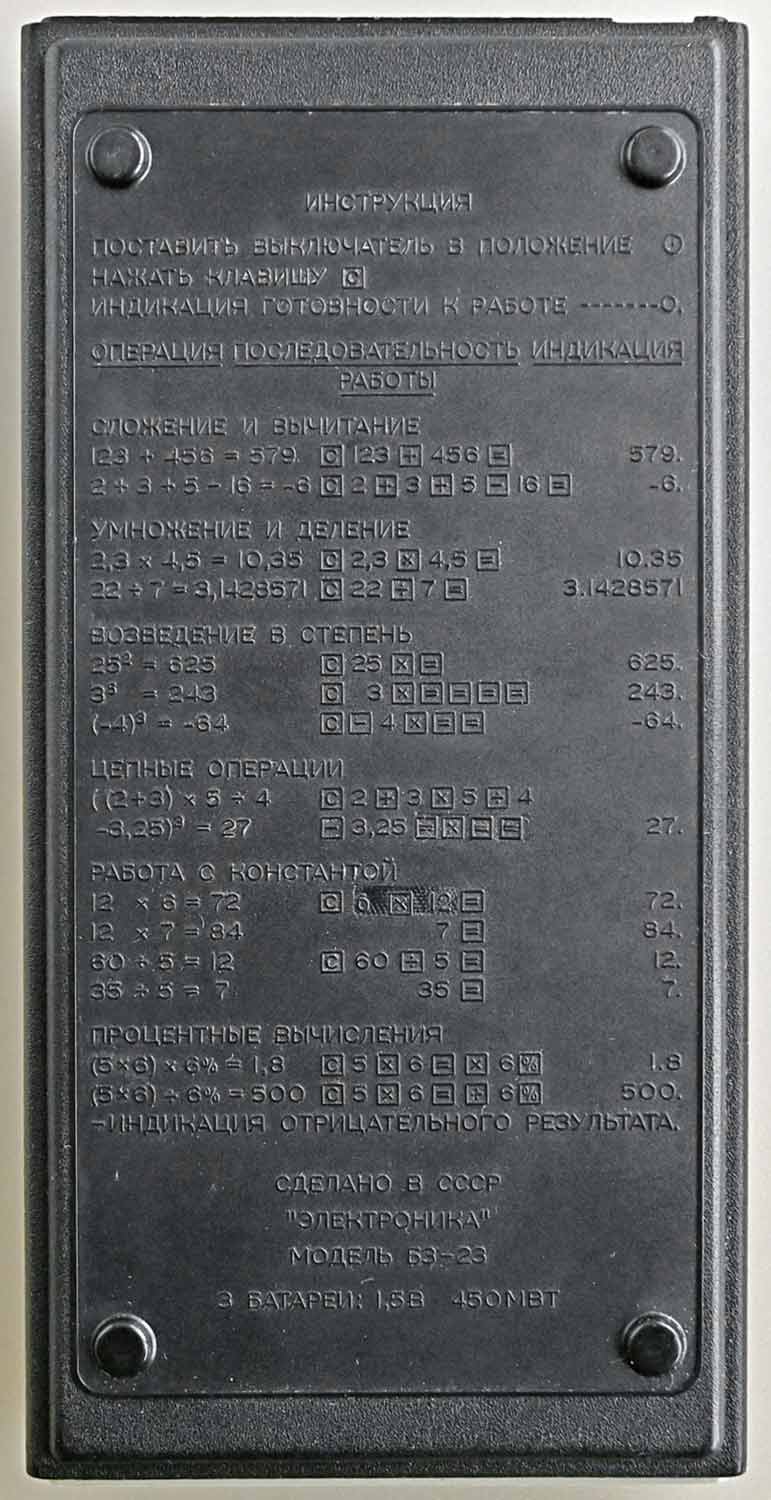 ИНСТРУКЦИЯ
ПОСТАВИТЬ ВЫКЛЮЧАТЕЛЬ В ПОЛОЖЕНИЕ
НАЖАТЬ КЛАВИШУ C
ИНДИКАЦИЯ ГОТОВНОСТИ К РАБОТЕ -------0.
ОПЕРАЦИЯ ПОСЛЕДОВАТЕЛЬНОСТЬ ИНДИКАЦИЯ
РАБОТЫ
СЛОЖЕНИЕ И ВЫЧИТАНИЕ
123 + 456 = 579 C 123 + 456 = 579.
2 + 3 + 5 - 16 = -6 C 2 + 3 + 5 - 16 = -6.
УМНОЖЕНИЕ И ДЕЛЕНИЕ
2,3 × 4,5 = 10,35 C 2,3 × 4,5 = 10.35
22 ÷ 7 = 3,1428571 C 22 ÷ 7 = 3.1428571
ВОЗВЕДЕНИЕ В СТЕПЕНЬ
25² = 625 C 25 × = 625.
3⁵ = 243 C 3 × = = = = 243.
(-4)³ = -64 C - 4 × = = -64.
ЦЕПНЫЕ ОПЕРАЦИИ
((2+3) × 5 ÷ 4 C 2 + 3 × 5 ÷ 4
-3,25)³ = 27 - 3,25 = × = = 27.
РАБОТА С КОНСТАНТОЙ
12 × 6 = 72 C 6 × 12 = 72.
12 × 7 = 84 7 = 84.
60 ÷ 5 = 12 C 60 ÷ 5 = 12.
35 ÷ 5 = 7 35 = 7.
ПРОЦЕНТНЫЕ ВЫЧИСЛЕНИЯ
(5×6) × 6% = 1,8 C 5 × 6 = × 6 % 1.8
(5×6) ÷ 6% = 500 C 5 × 6 = ÷ 6 % 500.
-ИНДИКАЦИЯ ОТРИЦАТЕЛЬНОГО РЕЗУЛЬТАТА.
СДЕЛАНО В СССР
"ЭЛЕКТРОНИКА"
МОДЕЛЬ Б3-23
3 БАТАРЕИ: 1,5В 450МВТ